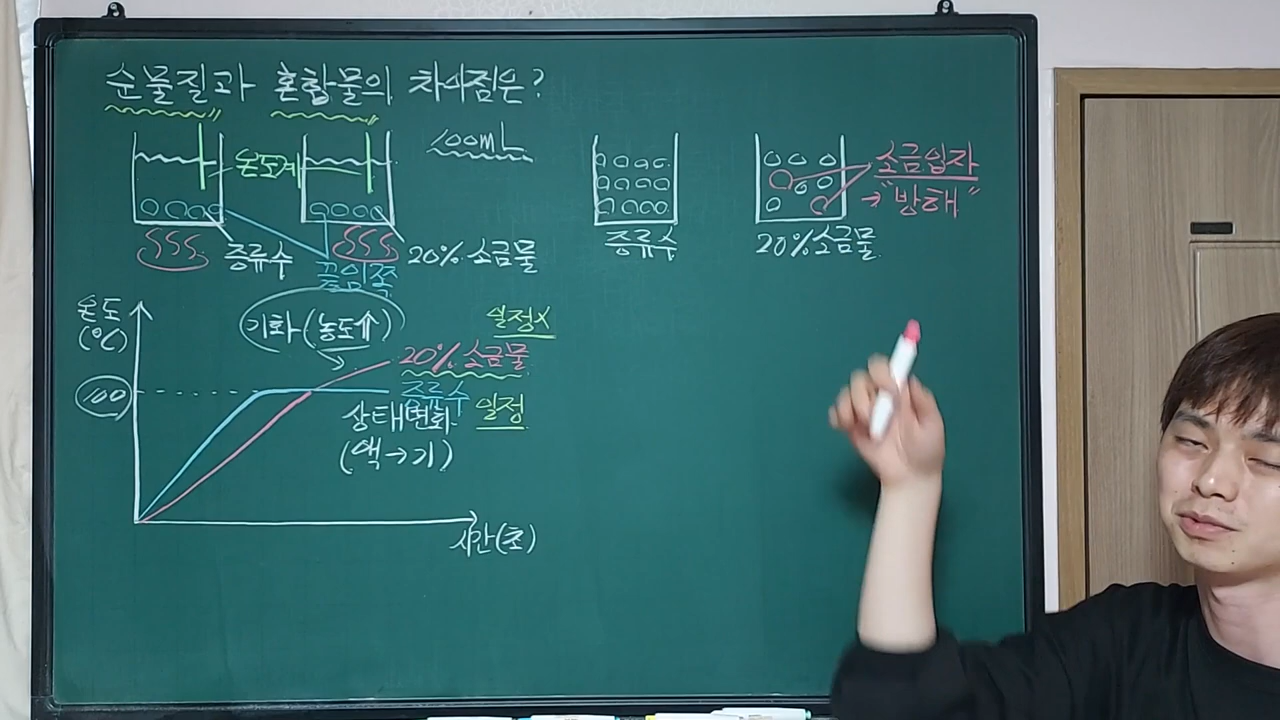 순물질과 혼합물의 차이점은?
100mL
온도계
증류수
끓임쪽
20% 소금물
증류수
20% 소금물
소금입자
→ "방해"
온도
(℃)
100
기화(농도↑)
일정X
20% 소금물
증류수
일정
상태변화
(액→기)
시간(초)